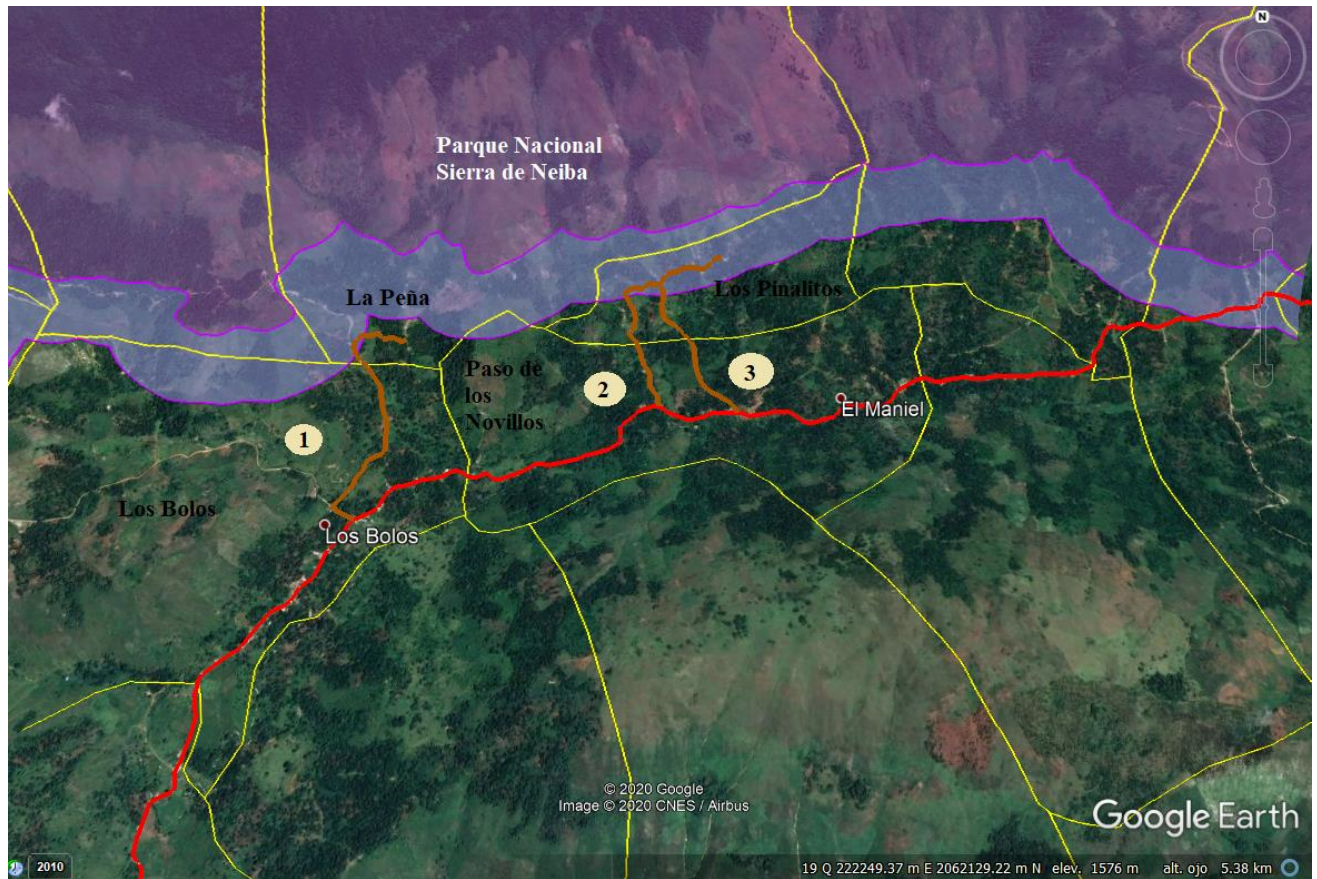 N
Parque Nacional
Sierra de Neiba
La Peña
Los Pinalitos
Paso de
los
Novillos
2
3
El Maniel
1
Los Bolos
Los Bolos
© 2020 Google
Image © 2020 CNES / Airbus
Google Earth
2010
19 Q 222249.37 m E 2062129.22 m N elev. 1576 m alt. ojo 5.38 km